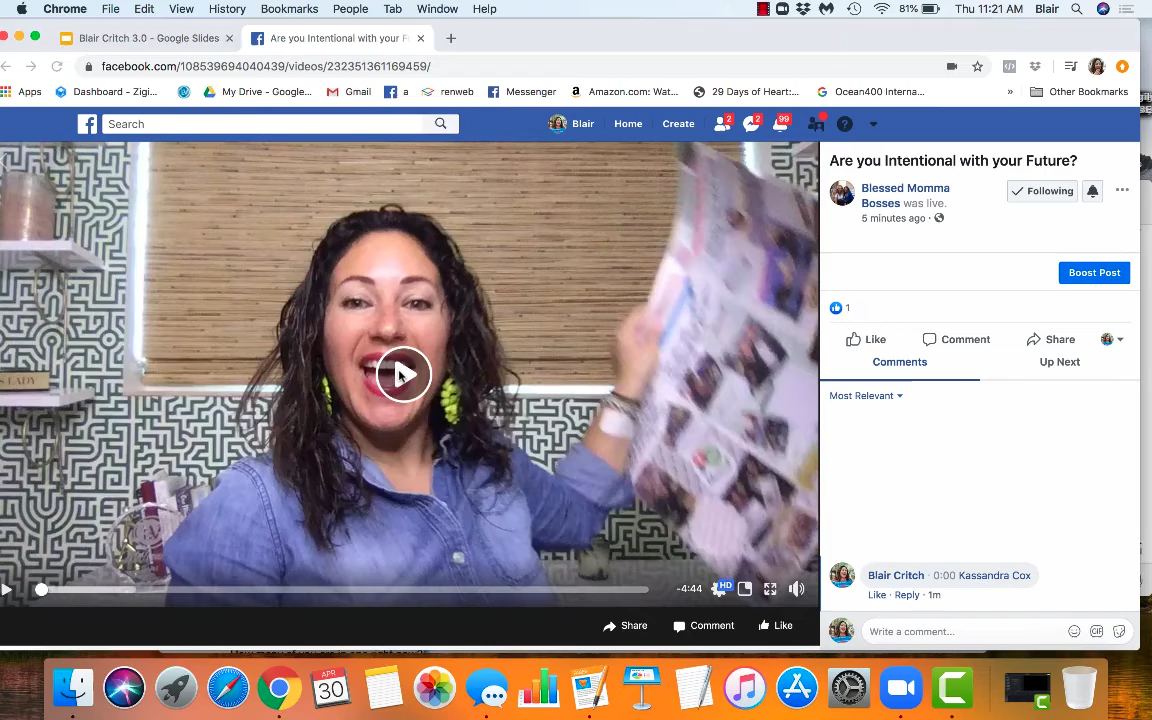 Chrome File Edit View History Bookmarks People Tab Window Help 81% Thu 11:21 AM Blair
Blair Critch 3.0 - Google Slides
Are you Intentional with your F
facebook.com/108539694040439/videos/232351361169459/
Apps Dashboard - Zigi... My Drive - Google... Gmail a renweb Messenger Amazon.com: Wat... 29 Days of Heart:... Ocean400 Interna... » Other Bookmarks
Search
Blair Home Create 2 2 99
Are you Intentional with your Future?
Blessed Momma
Bosses was live.
Following
5 minutes ago ·
Boost Post
1
Like Comment Share
Comments Up Next
Most Relevant
LADY
Blair Critch · 0:00 Kassandra Cox
Like · Reply · 1m
-4:44 HD
Share Comment Like
Write a comment...
GIF
APR
30